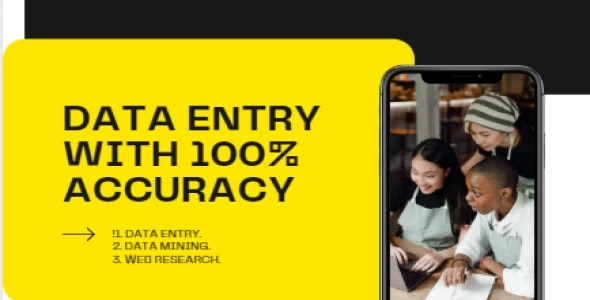 DATA ENTRY
WITH 100%
ACCURACY
1. DATA ENTRY.
2. DATA MINING.
3. WEB RESEARCH.